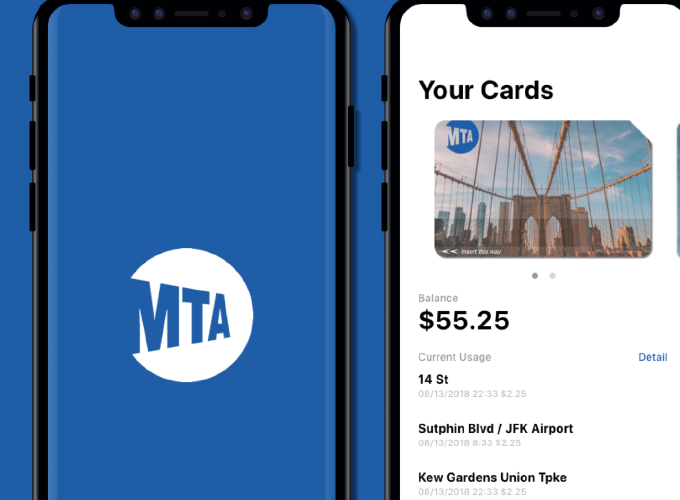 MTA
Your Cards
MTA
Insert this way
Balance
$55.25
Current Usage Detail
14 St
08/13/2018 22:33 $2.25
Sutphin Blvd / JFK Airport
08/13/2018 8:33 $2.25
Kew Gardens Union Tpke
08/13/2018 22:33 $2.25